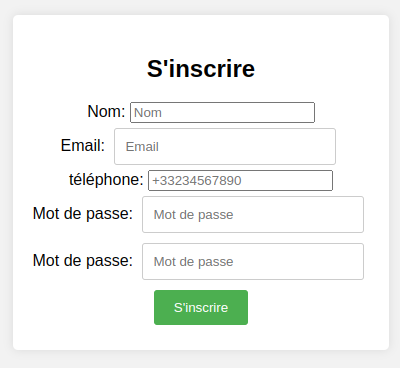 S'inscrire
Nom: Nom
Email: Email
téléphone: +33234567890
Mot de passe: Mot de passe
Mot de passe: Mot de passe
S'inscrire